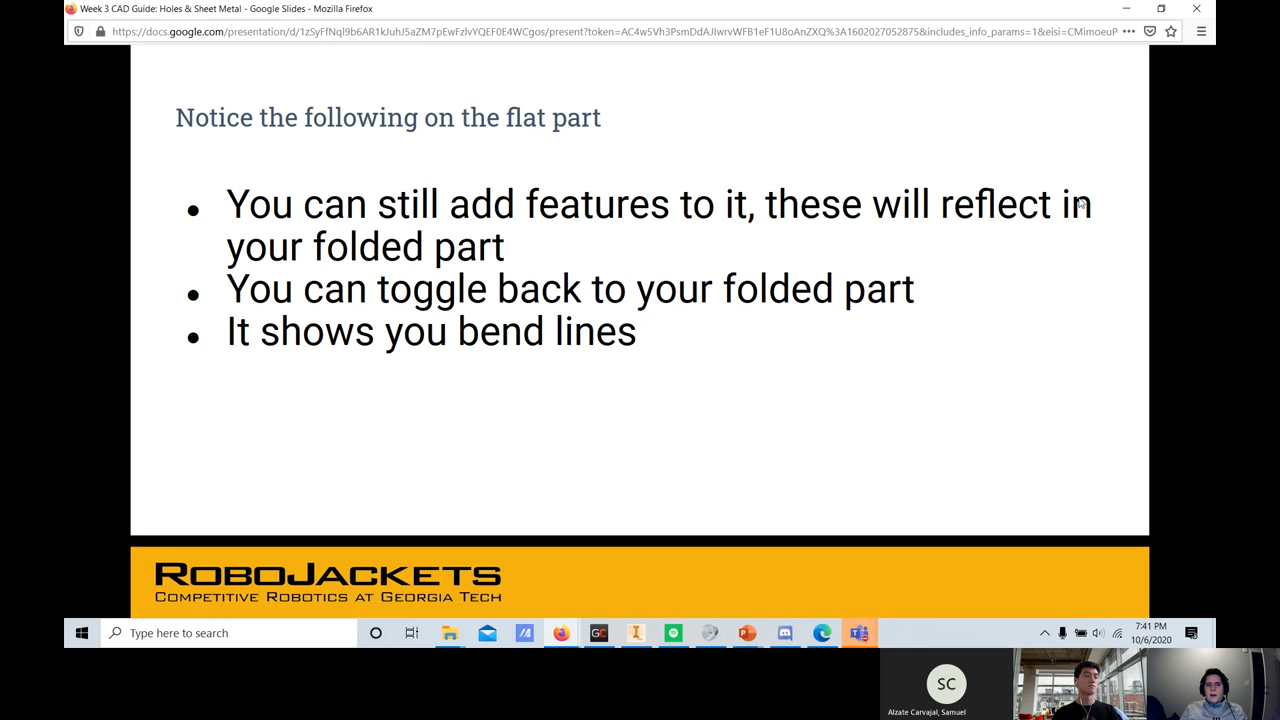 Week 3 CAD Guide: Holes & Sheet Metal - Google Slides - Mozilla Firefox
Notice the following on the flat part
● You can still add features to it, these will reflect in
your folded part
● You can toggle back to your folded part
● It shows you bend lines
ROBOJACKETS
COMPETITIVE ROBOTICS AT GEORGIA TECH
Type here to search
GC
7:41 PM
10/6/2020
SC
Alzate Carvajal, Samuel